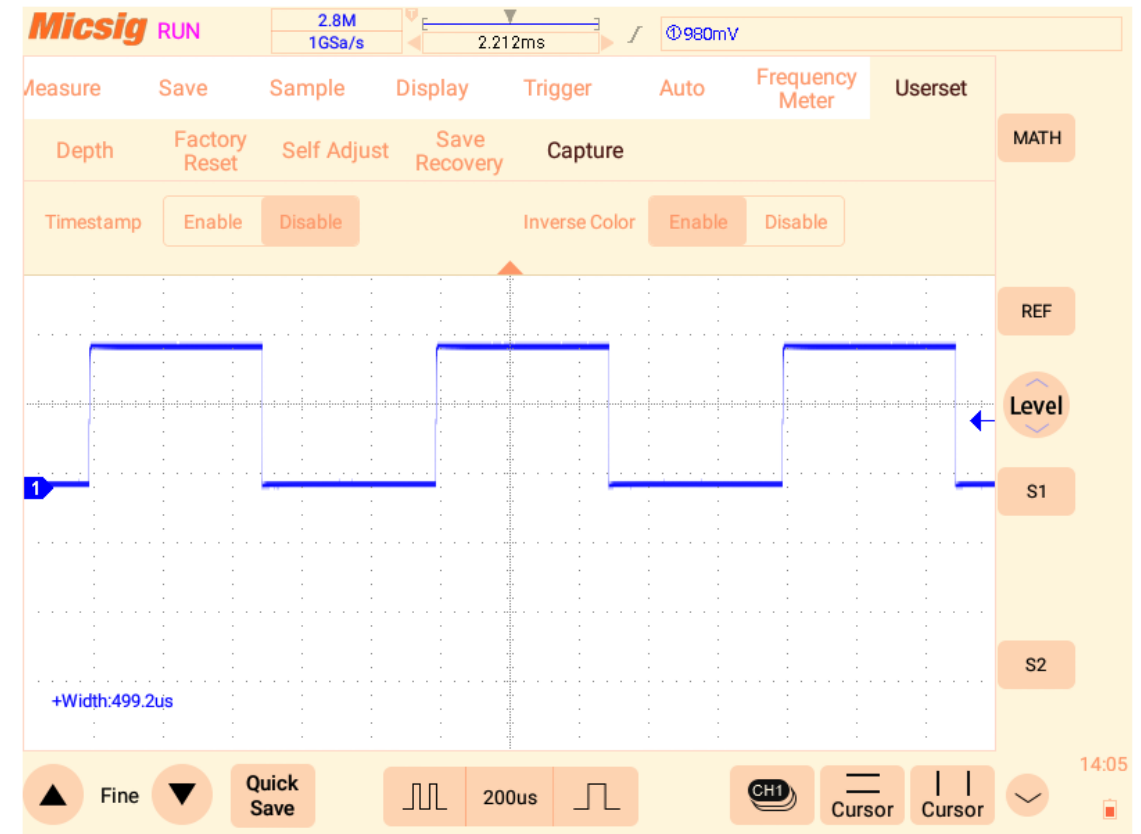 Micsig RUN
2.8M
1GSa/s
T
2.212ms
①980mV
Measure Save Sample Display Trigger Auto Frequency Meter Userset
Depth Factory Reset Self Adjust Save Recovery Capture
MATH
Timestamp Enable Disable Inverse Color Enable Disable
REF
Level
1
S1
S2
+Width:499.2us
14:05
Fine
Quick
Save
200us
CH1
Cursor
Cursor